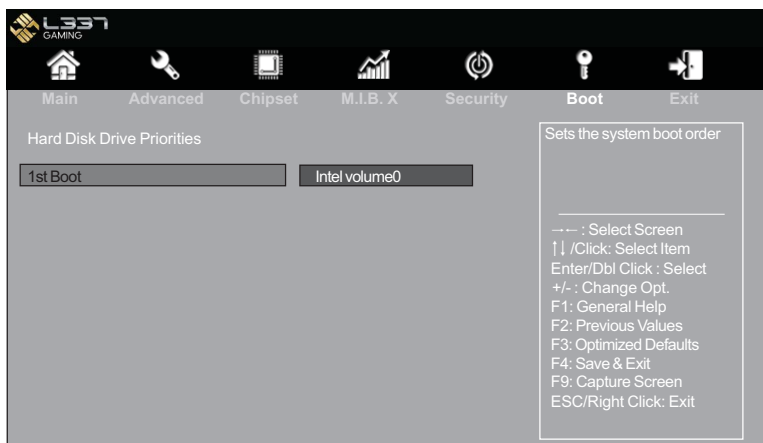 L337
GAMING
Main Advanced Chipset M.I.B. X Security Boot Exit
Hard Disk Drive Priorities
1st Boot Intel volume0
Sets the system boot order
→← : Select Screen
↑↓ /Click: Select Item
Enter/Dbl Click : Select
+/- : Change Opt.
F1: General Help
F2: Previous Values
F3: Optimized Defaults
F4: Save & Exit
F9: Capture Screen
ESC/Right Click: Exit